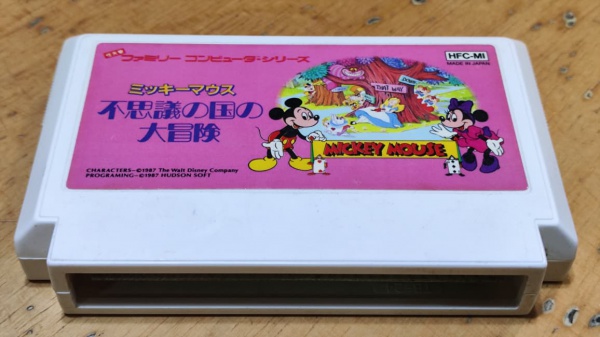 ファミリー コンピュータ・シリーズ
HFC-MI
MADE IN JAPAN
ミッキーマウス
不思議の国の
大冒険
DOWN
THAT WAY
MICKEY MOUSE
CHARACTERS–©1987 The Walt Disney Company
PROGRAMING–©1987 HUDSON SOFT